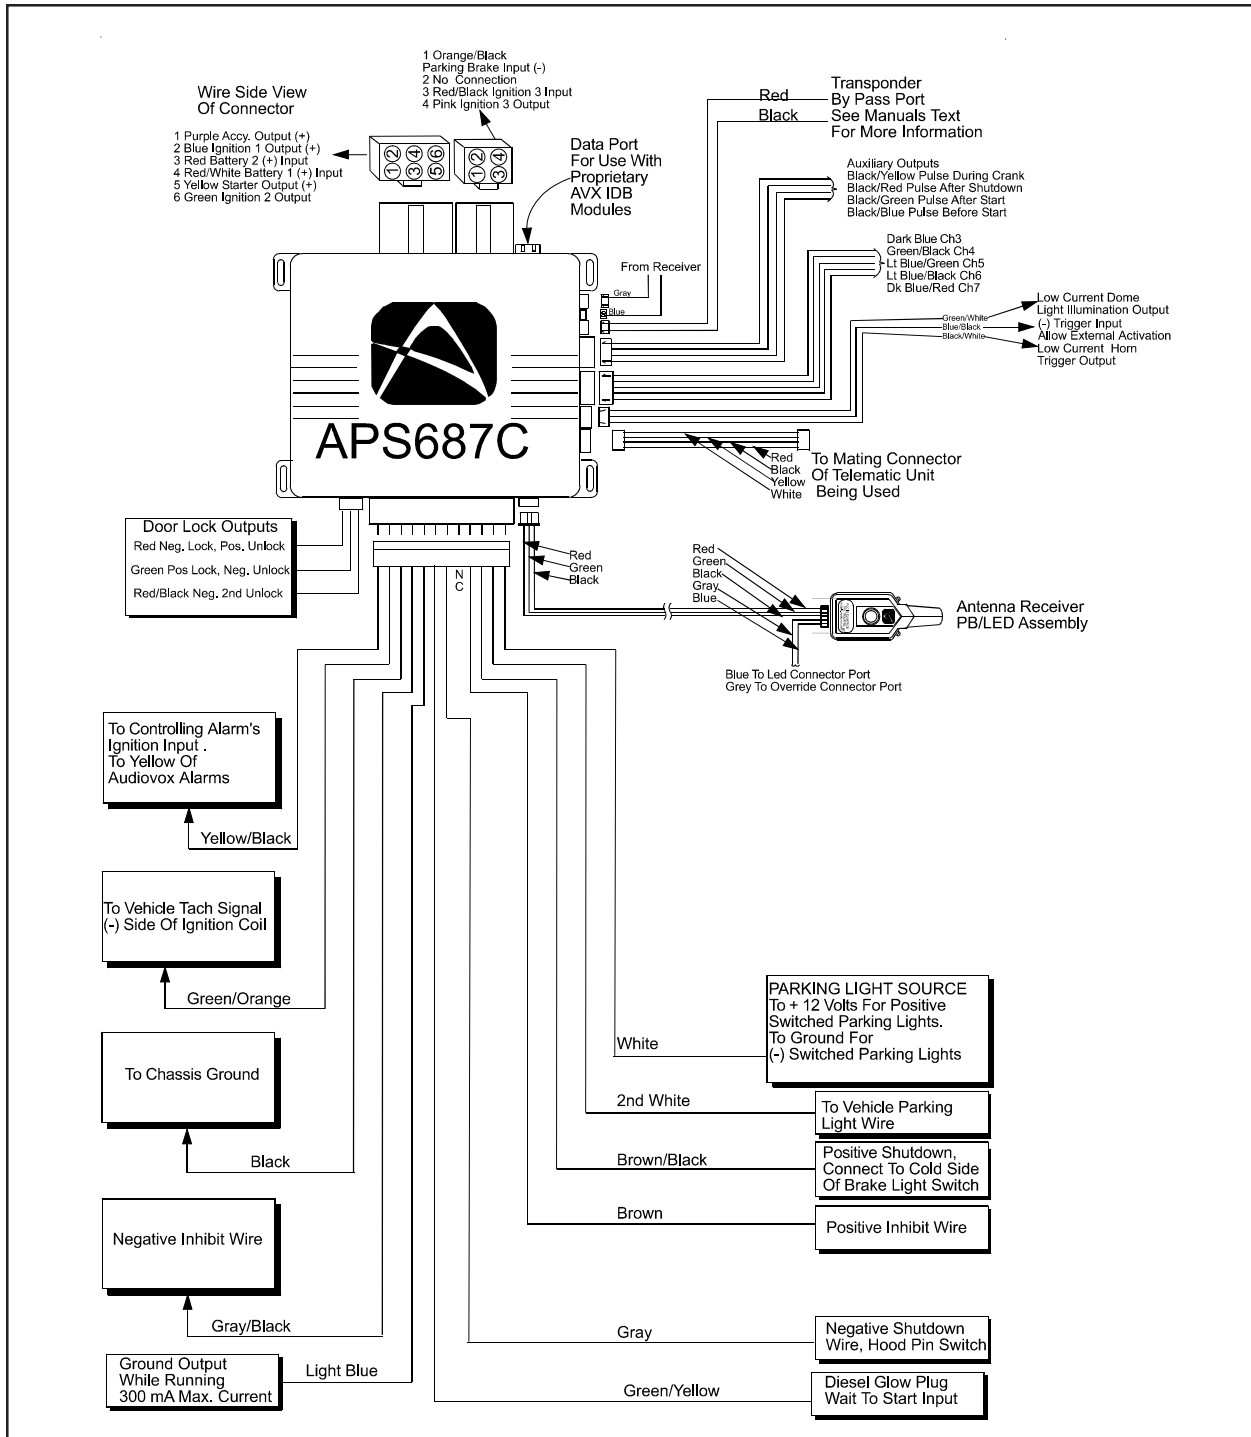 1 Orange/Black
Parking Brake Input (-)
2 No Connection
3 Red/Black Ignition 3 Input
4 Pink Ignition 3 Output
Wire Side View
Of Connector
1 Purple Accy. Output (+)
2 Blue Ignition 1 Output (+)
3 Red Battery 2 (+) Input
4 Red/White Battery 1 (+) Input
5 Yellow Starter Output (+)
6 Green Ignition 2 Output
2 4 6
1 3 5
2 4
1 3
Data Port
For Use With
Proprietary
AVX IDB
Modules
Red
Black
Transponder
By Pass Port
See Manuals Text
For More Information
Auxiliary Outputs
Black/Yellow Pulse During Crank
Black/Red Pulse After Shutdown
Black/Green Pulse After Start
Black/Blue Pulse Before Start
Dark Blue Ch3
Green/Black Ch4
Lt Blue/Green Ch5
Lt Blue/Black Ch6
Dk Blue/Red Ch7
From Receiver
Gray
Blue
Green/White
Blue/Black
Black/White
Low Current Dome
Light Illumination Output
(-) Trigger Input
Allow External Activation
Low Current Horn
Trigger Output
APS687C
Red
Black
Yellow
White
To Mating Connector
Of Telematic Unit
Being Used
Door Lock Outputs
Red Neg. Lock, Pos. Unlock
Green Pos Lock, Neg. Unlock
Red/Black Neg. 2nd Unlock
N
C
Red
Green
Black
Red
Green
Black
Gray
Blue
Antenna Receiver
PB/LED Assembly
Blue To Led Connector Port
Grey To Override Connector Port
To Controlling Alarm's
Ignition Input .
To Yellow Of
Audiovox Alarms
Yellow/Black
To Vehicle Tach Signal
(-) Side Of Ignition Coil
Green/Orange
To Chassis Ground
Black
Negative Inhibit Wire
Gray/Black
Ground Output
While Running
300 mA Max. Current
Light Blue
White
PARKING LIGHT SOURCE
To + 12 Volts For Positive
Switched Parking Lights.
To Ground For
(-) Switched Parking Lights
2nd White
To Vehicle Parking
Light Wire
Brown/Black
Positive Shutdown,
Connect To Cold Side
Of Brake Light Switch
Brown
Positive Inhibit Wire
Gray
Negative Shutdown
Wire, Hood Pin Switch
Green/Yellow
Diesel Glow Plug
Wait To Start Input